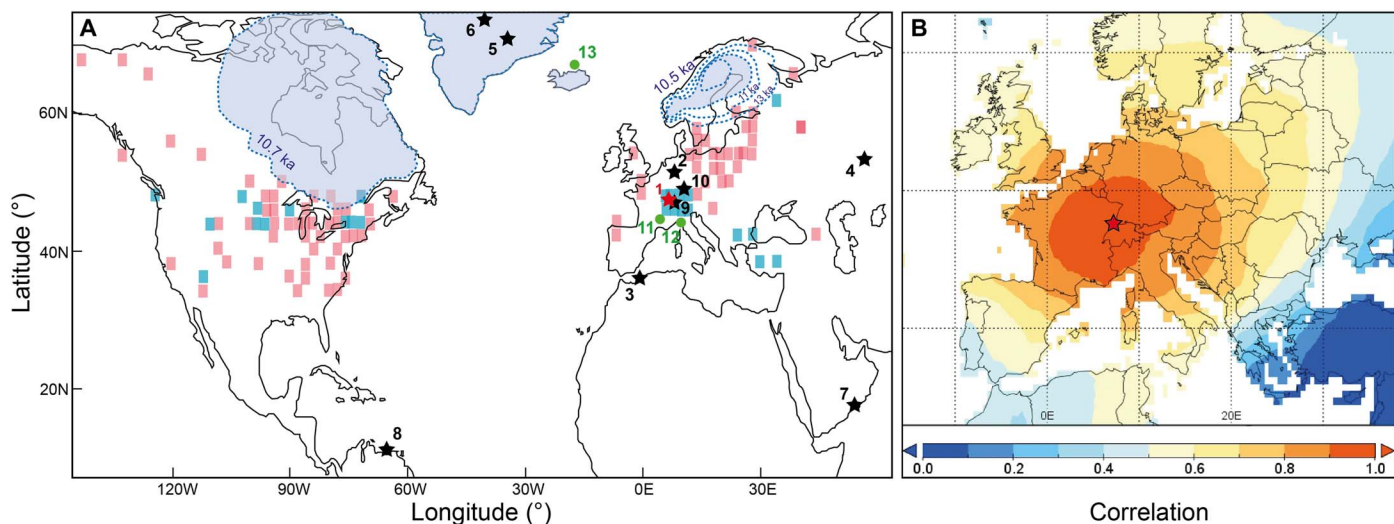 A
6
5
13
10.5 ka
11 ka
13 ka
60N
10.7 ka
2
4
10
1
9
11
12
40N
3
20N
7
8
Latitude (°)
120W
90W
60W
30W
0E
30E
Longitude (°)
B
0E
20E
0.0
0.2
0.4
0.6
0.8
1.0
Correlation